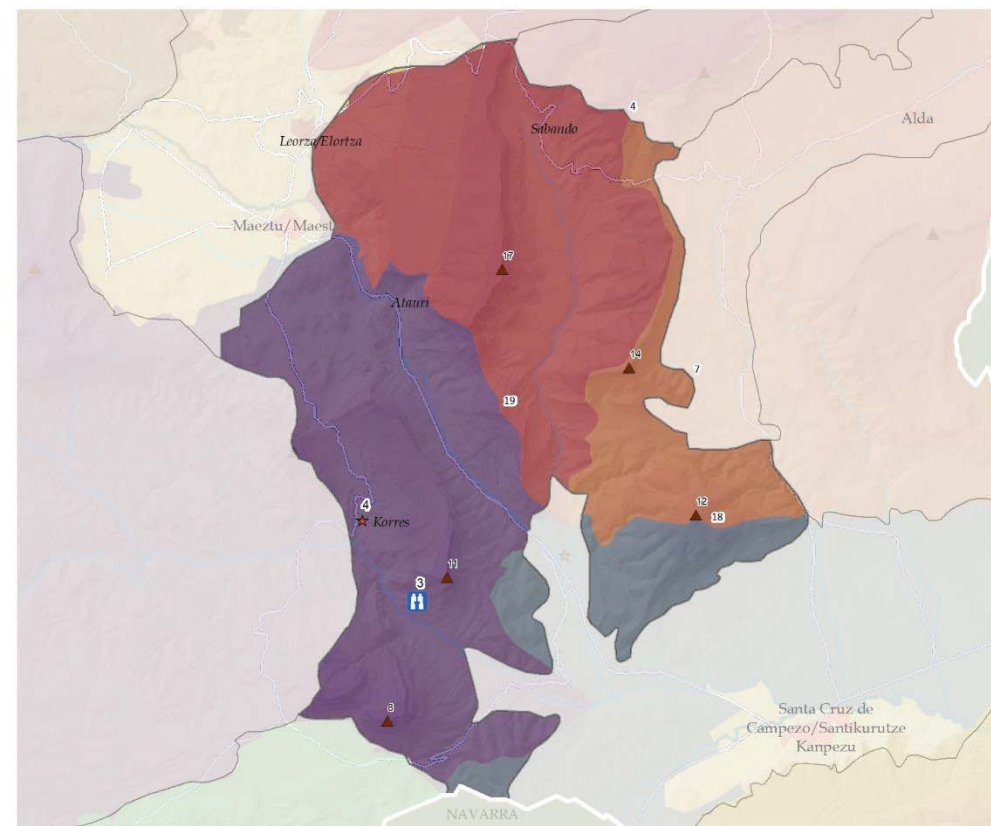 4
Alda
Sabando
Leorza/Elortza
Maeztu/Maest
17
Atauri
14
7
19
4
Korres
12
18
11
3
8
Santa Cruz de
Campezo/Santikurutze
Kanpezu
NAVARRA